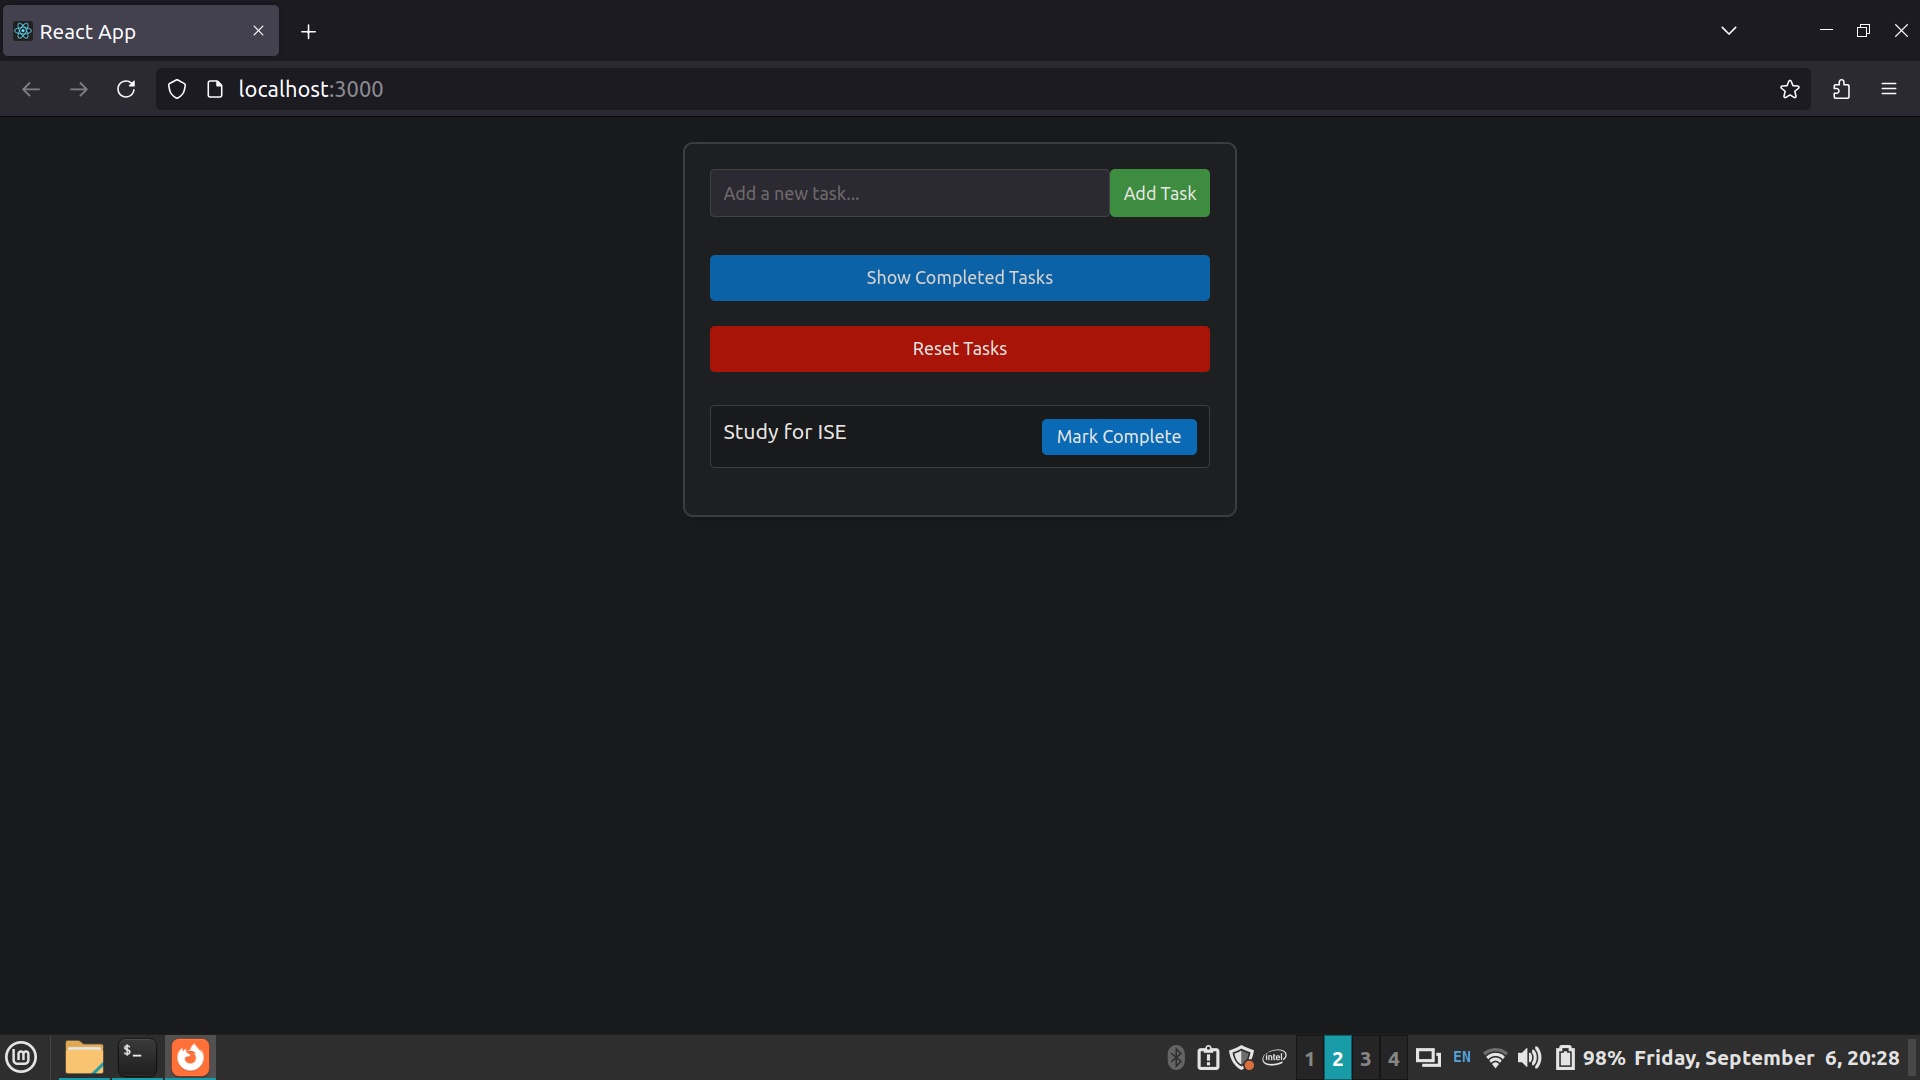 React App
localhost:3000
Add a new task...
Add Task
Show Completed Tasks
Reset Tasks
Study for ISE
Mark Complete
$_
intel
1 2 3 4 EN 98% Friday, September 6, 20:28